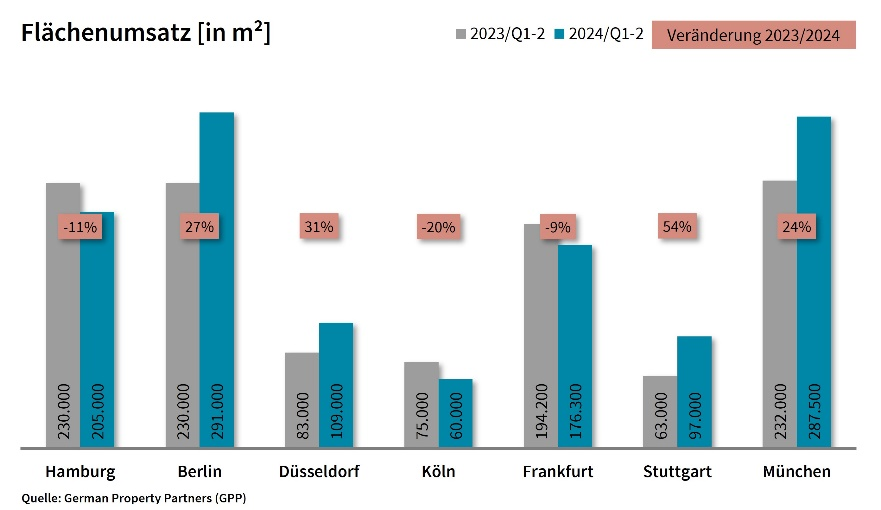 Flächenumsatz [in m²]
2023/Q1-2 2024/Q1-2 Veränderung 2023/2024
-11% 27% 31% -20% -9% 54% 24%
230.000 205.000 230.000 291.000 83.000 109.000 75.000 60.000 194.200 176.300 63.000 97.000 232.000 287.500
Hamburg Berlin Düsseldorf Köln Frankfurt Stuttgart München
Quelle: German Property Partners (GPP)